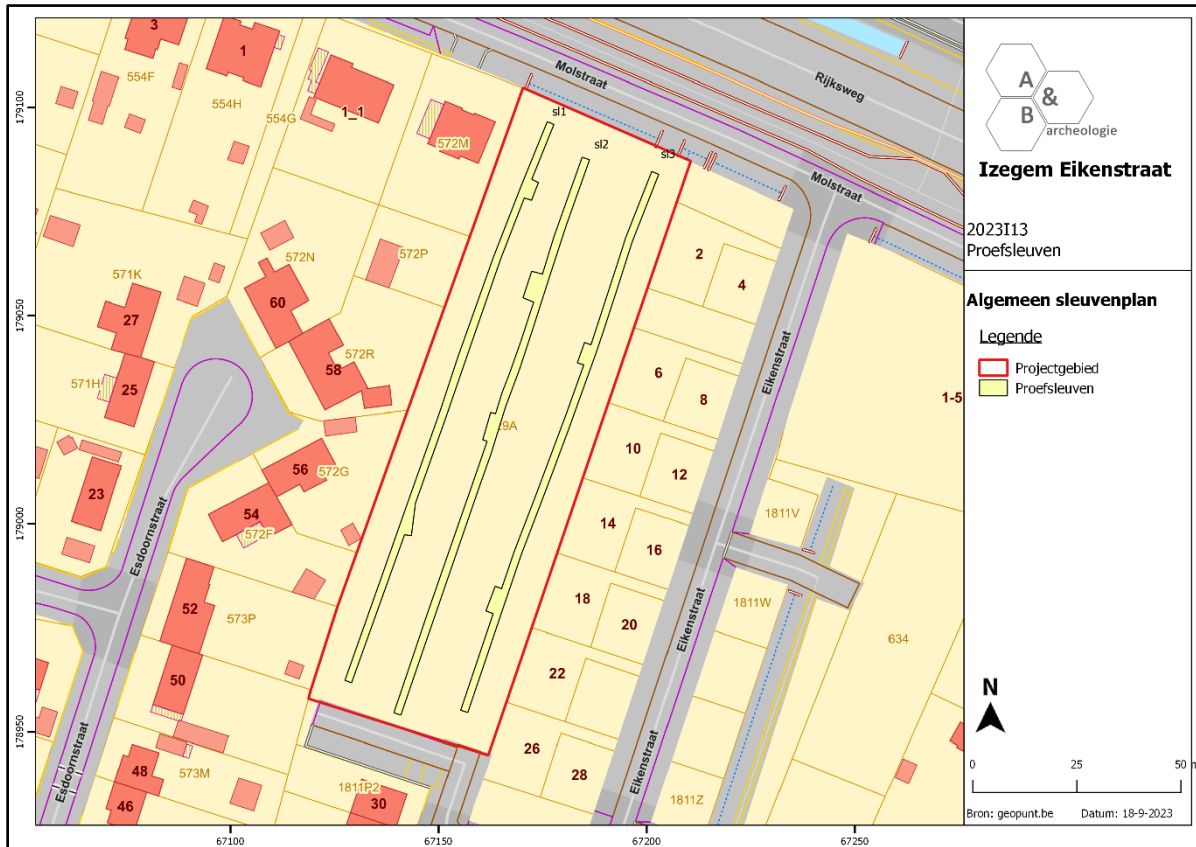 3
1
554F
554H
554G
1_1
572M
Molstraat
Rijksweg
sl1
sl2
sl3
Molstraat
179100
571K
572N
572P
60
27
572R
58
25
571H
2
4
Eikenstraat
6
8
1-5
179050
29A
10
12
56
572G
23
54
572F
Esdoornstraat
14
16
1811V
179000
52
573P
50
18
20
Eikenstraat
1811W
634
22
Esdoornstraat
48
46
573M
1811P2
30
26
28
Eikenstraat
1811Z
178950
67100
67150
67200
67250
A
&
B
archeologie
Izegem Eikenstraat
2023I13
Proefsleuven
Algemeen sleuvenplan
Legende
Projectgebied
Proefsleuven
N
0 25 50 m
Bron: geopunt.be Datum: 18-9-2023